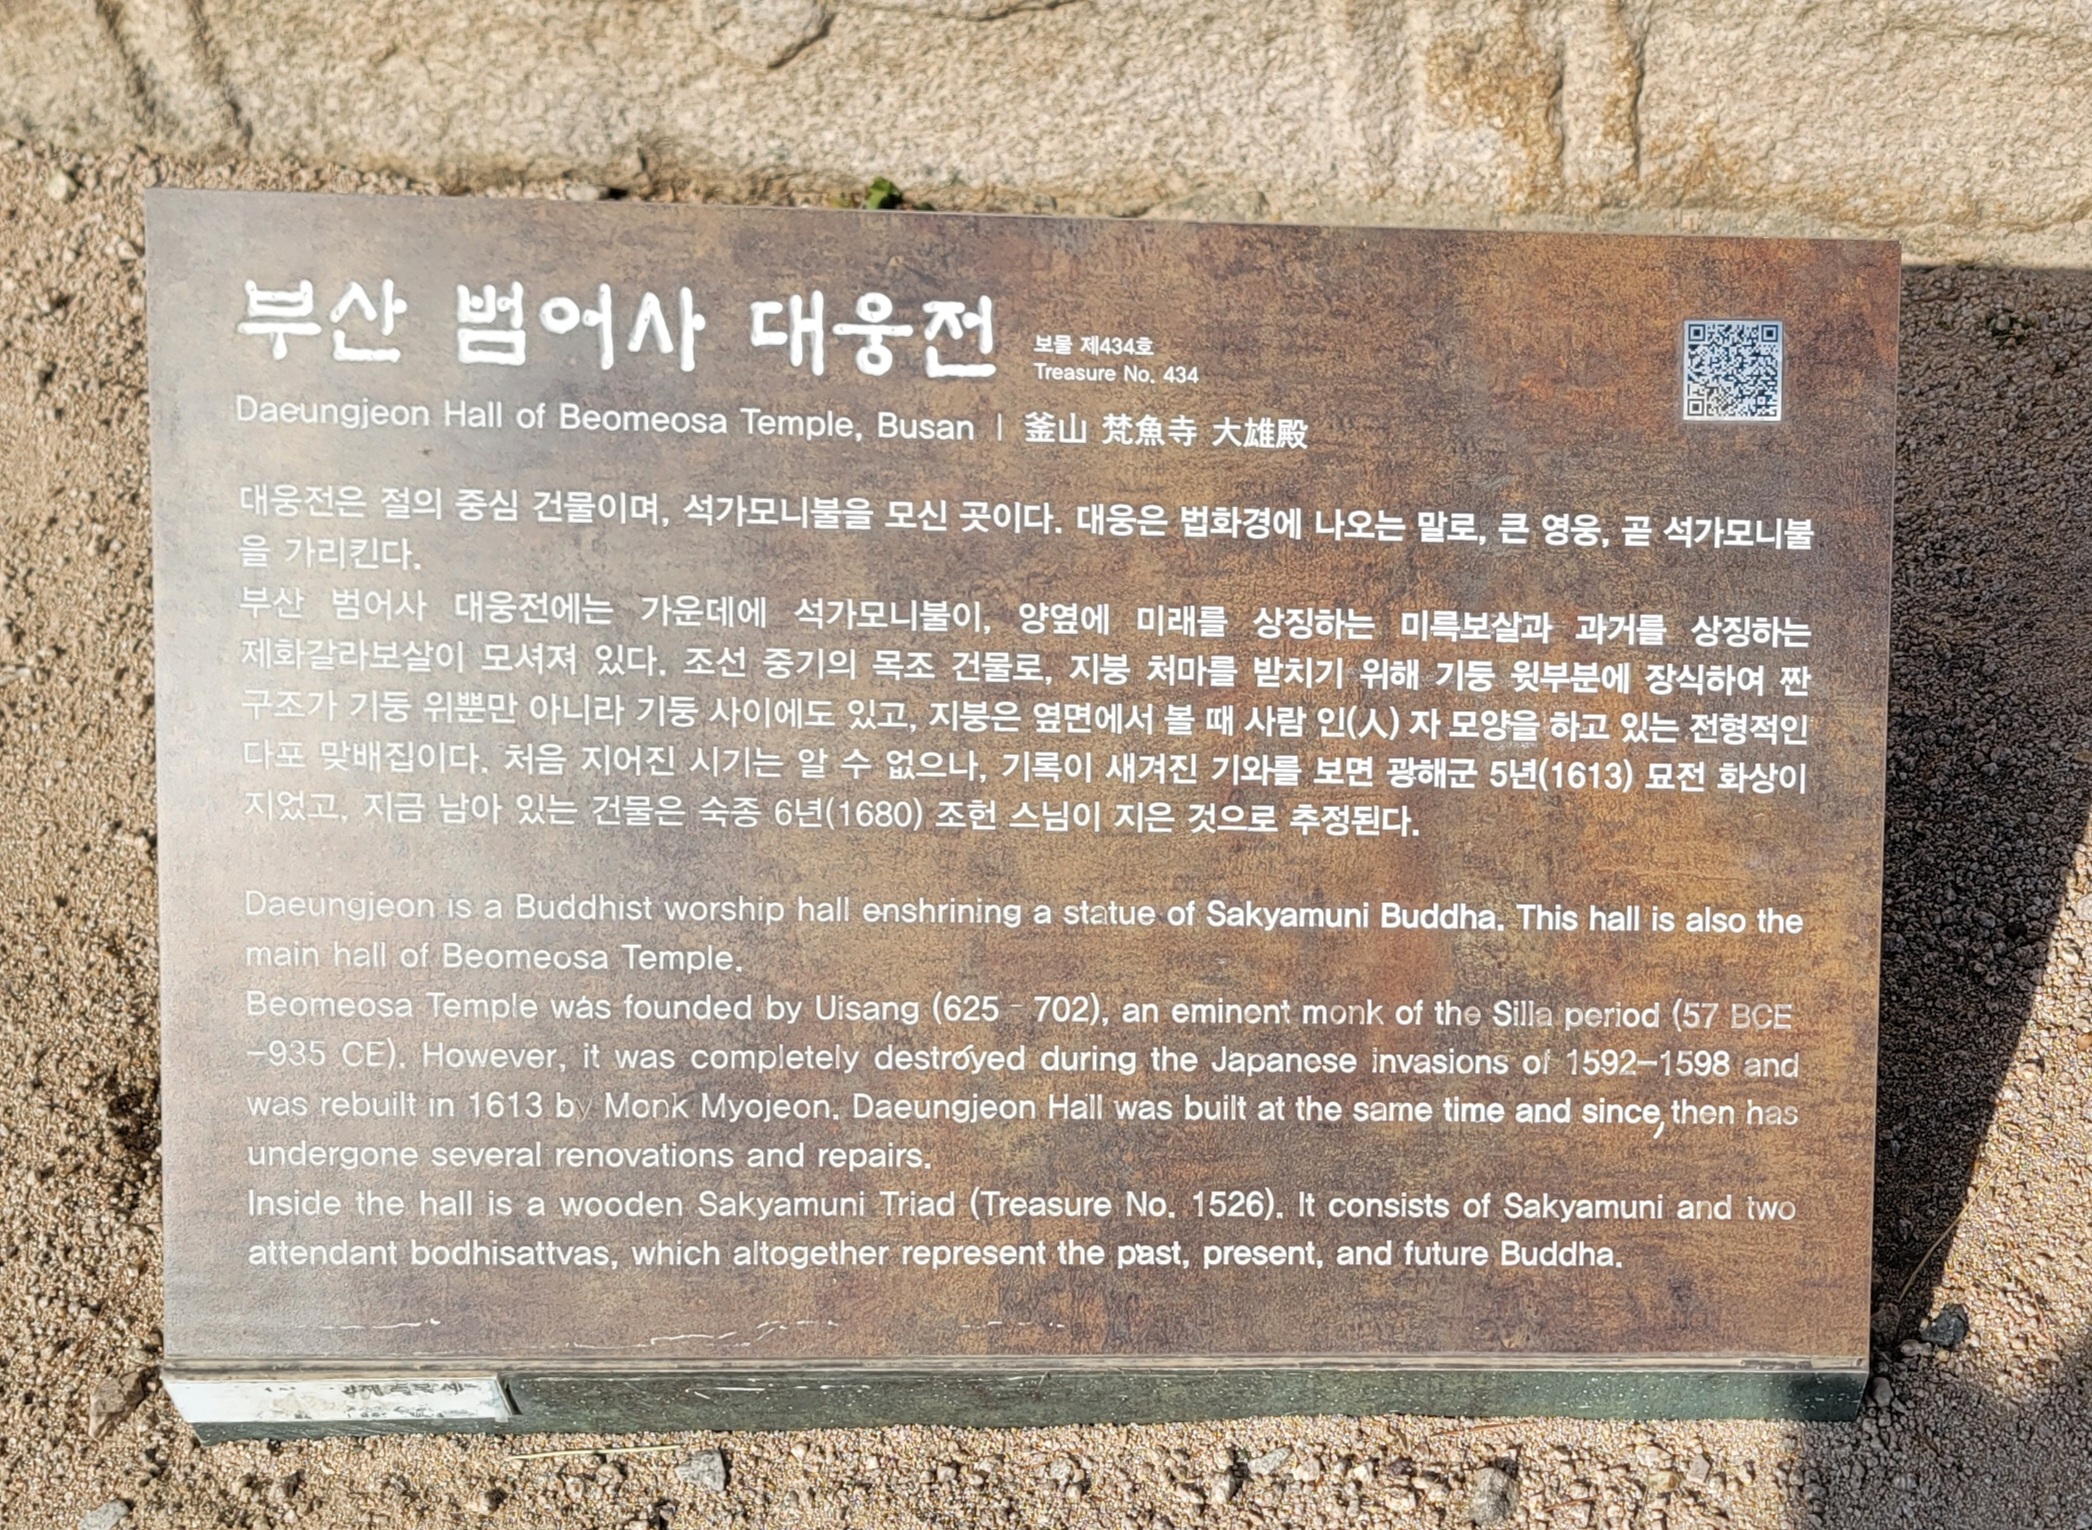 부산 범어사 대웅전
보물 제434호
Treasure No. 434
Daeungjeon Hall of Beomeosa Temple, Busan | 釜山 梵魚寺 大雄殿
대웅전은 절의 중심 건물이며, 석가모니불을 모신 곳이다. 대웅은 법화경에 나오는 말로, 큰 영웅, 곧 석가모니불
을 가리킨다.
부산 범어사 대웅전에는 가운데에 석가모니불이, 양옆에 미래를 상징하는 미륵보살과 과거를 상징하는
제화갈라보살이 모셔져 있다. 조선 중기의 목조 건물로, 지붕 처마를 받치기 위해 기둥 윗부분에 장식하여 짠
구조가 기둥 위뿐만 아니라 기둥 사이에도 있고, 지붕은 옆면에서 볼 때 사람 인(人) 자 모양을 하고 있는 전형적인
다포 맞배집이다. 처음 지어진 시기는 알 수 없으나, 기록이 새겨진 기와를 보면 광해군 5년(1613) 묘전 화상이
지었고, 지금 남아 있는 건물은 숙종 6년(1680) 조헌 스님이 지은 것으로 추정된다.
Daeungjeon is a Buddhist worship hall enshrining a statue of Sakyamuni Buddha. This hall is also the
main hall of Beomeosa Temple.
Beomeosa Temple was founded by Uisang (625 - 702), an eminent monk of the Silla period (57 BCE
-935 CE). However, it was completely destroyed during the Japanese invasions of 1592-1598 and
was rebuilt in 1613 by Monk Myojeon. Daeungjeon Hall was built at the same time and since, then has
undergone several renovations and repairs.
Inside the hall is a wooden Sakyamuni Triad (Treasure No. 1526). It consists of Sakyamuni and two
attendant bodhisattvas, which altogether represent the past, present, and future Buddha.